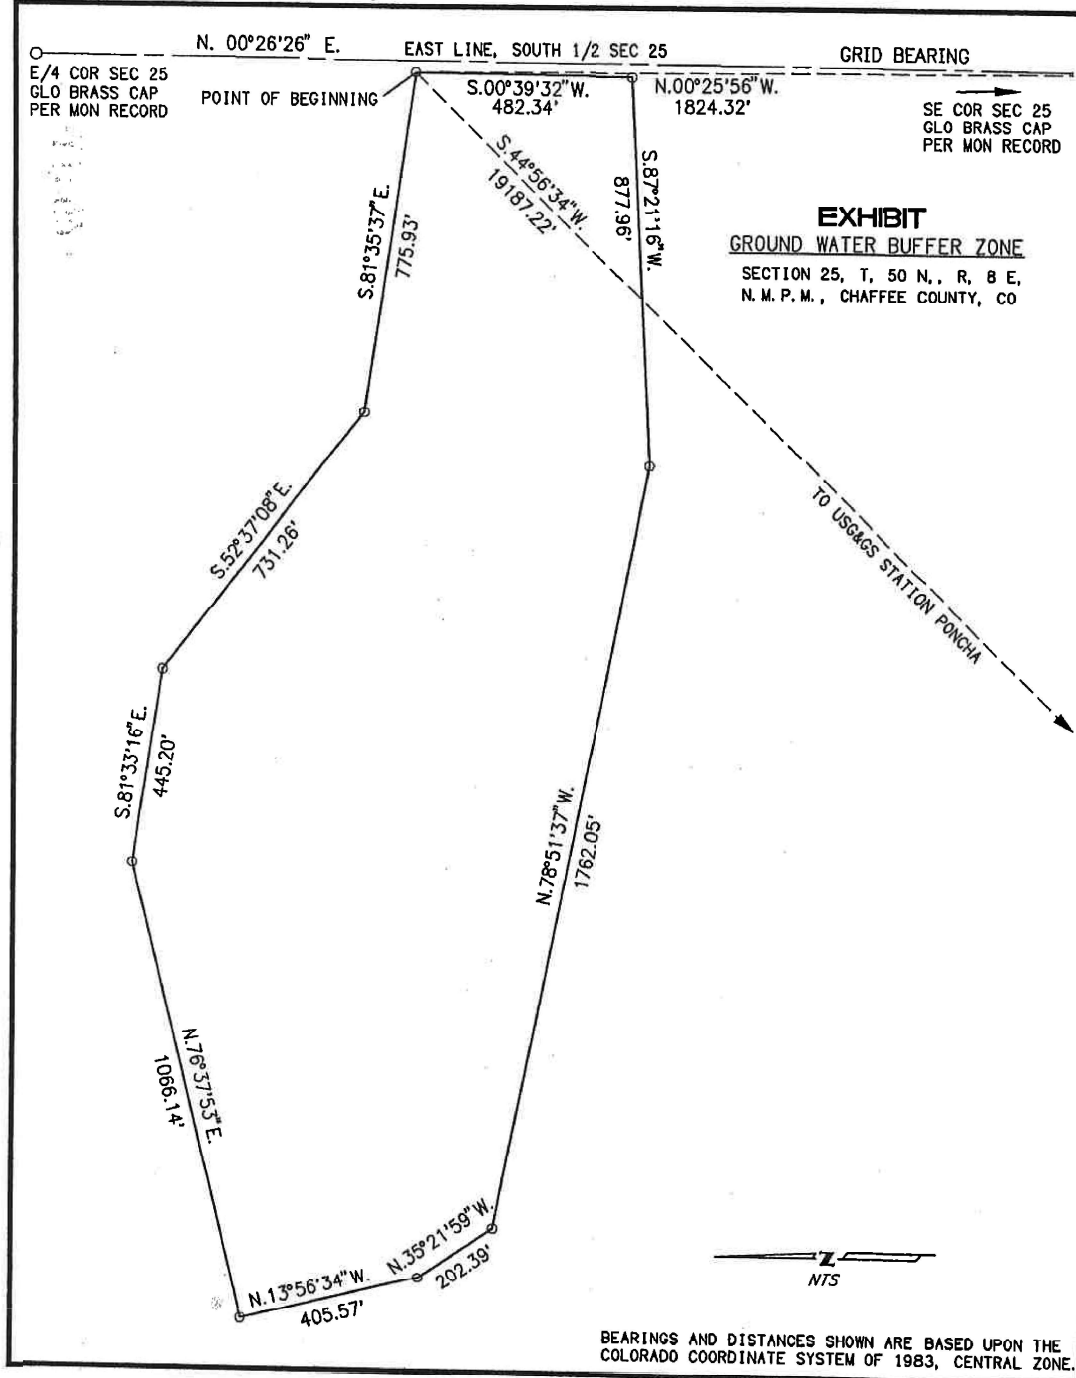 N. 00°26'26" E.
EAST LINE, SOUTH 1/2 SEC 25
GRID BEARING
E/4 COR SEC 25
GLO BRASS CAP
PER MON RECORD
POINT OF BEGINNING
S.00°39'32"W.
482.34'
N.00°25'56"W.
1824.32'
SE COR SEC 25
GLO BRASS CAP
PER MON RECORD
S.44°56'34"W.
19187.22'
S.87°21'16"W.
877.96'
S.81°35'37"E.
775.93'
EXHIBIT
GROUND WATER BUFFER ZONE
SECTION 25, T, 50 N,, R, 8 E,
N. M. P. M., CHAFFEE COUNTY, CO
S.52°37'08"E.
731.26'
TO USG&GS STATION PONCHA
S.81°33'16"E.
445.20'
N.78°51'37"W.
1762.05'
N.76°37'53"E.
1066.14'
N.35°21'59"W.
202.39'
N.13°56'34"W.
405.57'
Z
NTS
BEARINGS AND DISTANCES SHOWN ARE BASED UPON THE
COLORADO COORDINATE SYSTEM OF 1983, CENTRAL ZONE.